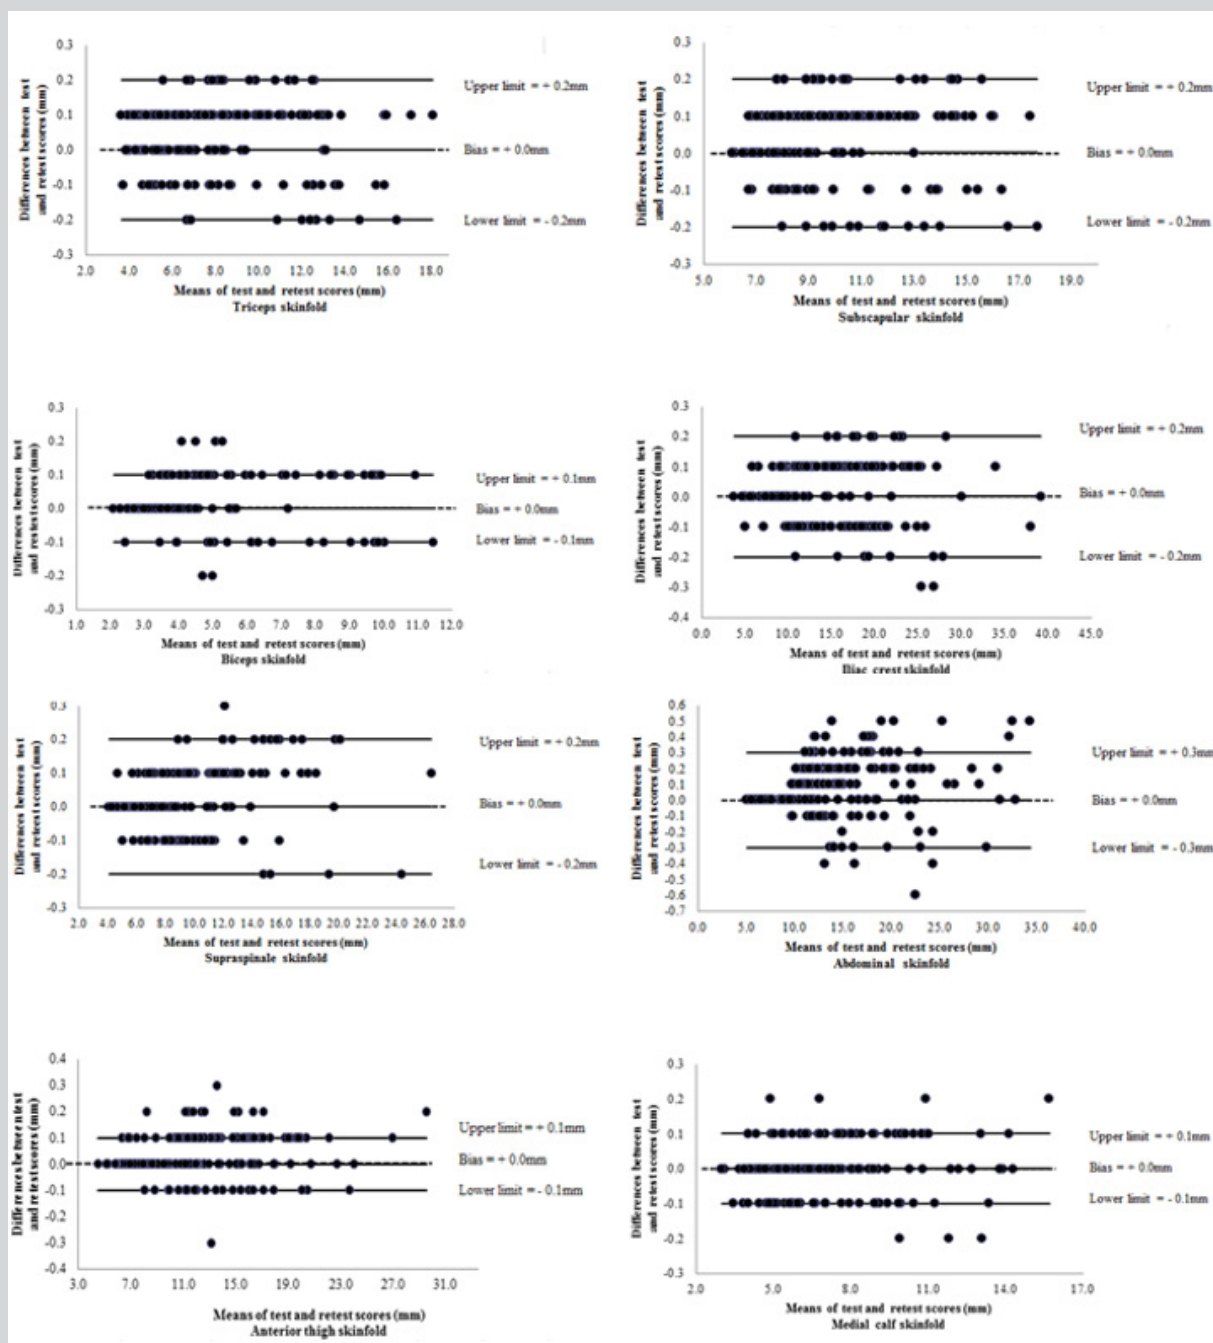 Differences between test
and retest scores (mm)
0.3
0.2
0.1
0.0
-0.1
-0.2
-0.3
Upper limit = + 0.2mm
Bias = + 0.0mm
Lower limit = - 0.2mm
2.0 4.0 6.0 8.0 10.0 12.0 14.0 16.0 18.0
Means of test and retest scores (mm)
Triceps skinfold
Differences between test
and retest scores (mm)
0.3
0.2
0.1
0.0
-0.1
-0.2
-0.3
Upper limit = + 0.2mm
Bias = + 0.0mm
Lower limit = - 0.2mm
5.0 7.0 9.0 11.0 13.0 15.0 17.0 19.0
Means of test and retest scores (mm)
Subscapular skinfold
Differences between test
and restest scores (mm)
0.3
0.2
0.1
0.0
-0.1
-0.2
-0.3
Upper limit = + 0.1mm
Bias = + 0.0mm
Lower limit = - 0.1mm
1.0 2.0 3.0 4.0 5.0 6.0 7.0 8.0 9.0 10.0 11.0 12.0
Means of test and retest scores (mm)
Biceps skinfold
Differences between test
and retest scores (mm)
0.3
0.2
0.1
0.0
-0.1
-0.2
-0.3
-0.4
Upper limit = + 0.2mm
Bias = + 0.0mm
Lower limit = - 0.2mm
0.0 5.0 10.0 15.0 20.0 25.0 30.0 35.0 40.0 45.0
Means of test and retest scores (mm)
Iliac crest skinfold
Differences between test
and retest scores (mm)
0.3
0.2
0.1
0.0
-0.1
-0.2
-0.3
Upper limit = + 0.2mm
Bias = + 0.0mm
Lower limit = - 0.2mm
2.0 4.0 6.0 8.0 10.0 12.0 14.0 16.0 18.0 20.0 22.0 24.0 26.0 28.0
Means of test and retest scores (mm)
Supraspinale skinfold
Differences between test
and retest scores (mm)
0.6
0.5
0.4
0.3
0.2
0.1
0.0
-0.1
-0.2
-0.3
-0.4
-0.5
-0.6
-0.7
Upper limit = + 0.3mm
Bias = + 0.0mm
Lower limit = - 0.3mm
0.0 5.0 10.0 15.0 20.0 25.0 30.0 35.0 40.0
Means of test and retest scores (mm)
Abdominal skinfold
Differences between test
and retest scores (mm)
0.4
0.3
0.2
0.1
0.0
-0.1
-0.2
-0.3
-0.4
Upper limit = + 0.1mm
Bias = + 0.0mm
Lower limit = - 0.1mm
3.0 7.0 11.0 15.0 19.0 23.0 27.0 31.0
Means of test and retest scores (mm)
Anterior thigh skinfold
Differences between test
and retest scores (mm)
0.3
0.2
0.1
0.0
-0.1
-0.2
-0.3
Upper limit = + 0.1mm
Bias = + 0.0mm
Lower limit = - 0.1mm
2.0 5.0 8.0 11.0 14.0 17.0
Means of test and retest scores (mm)
Medial calf skinfold